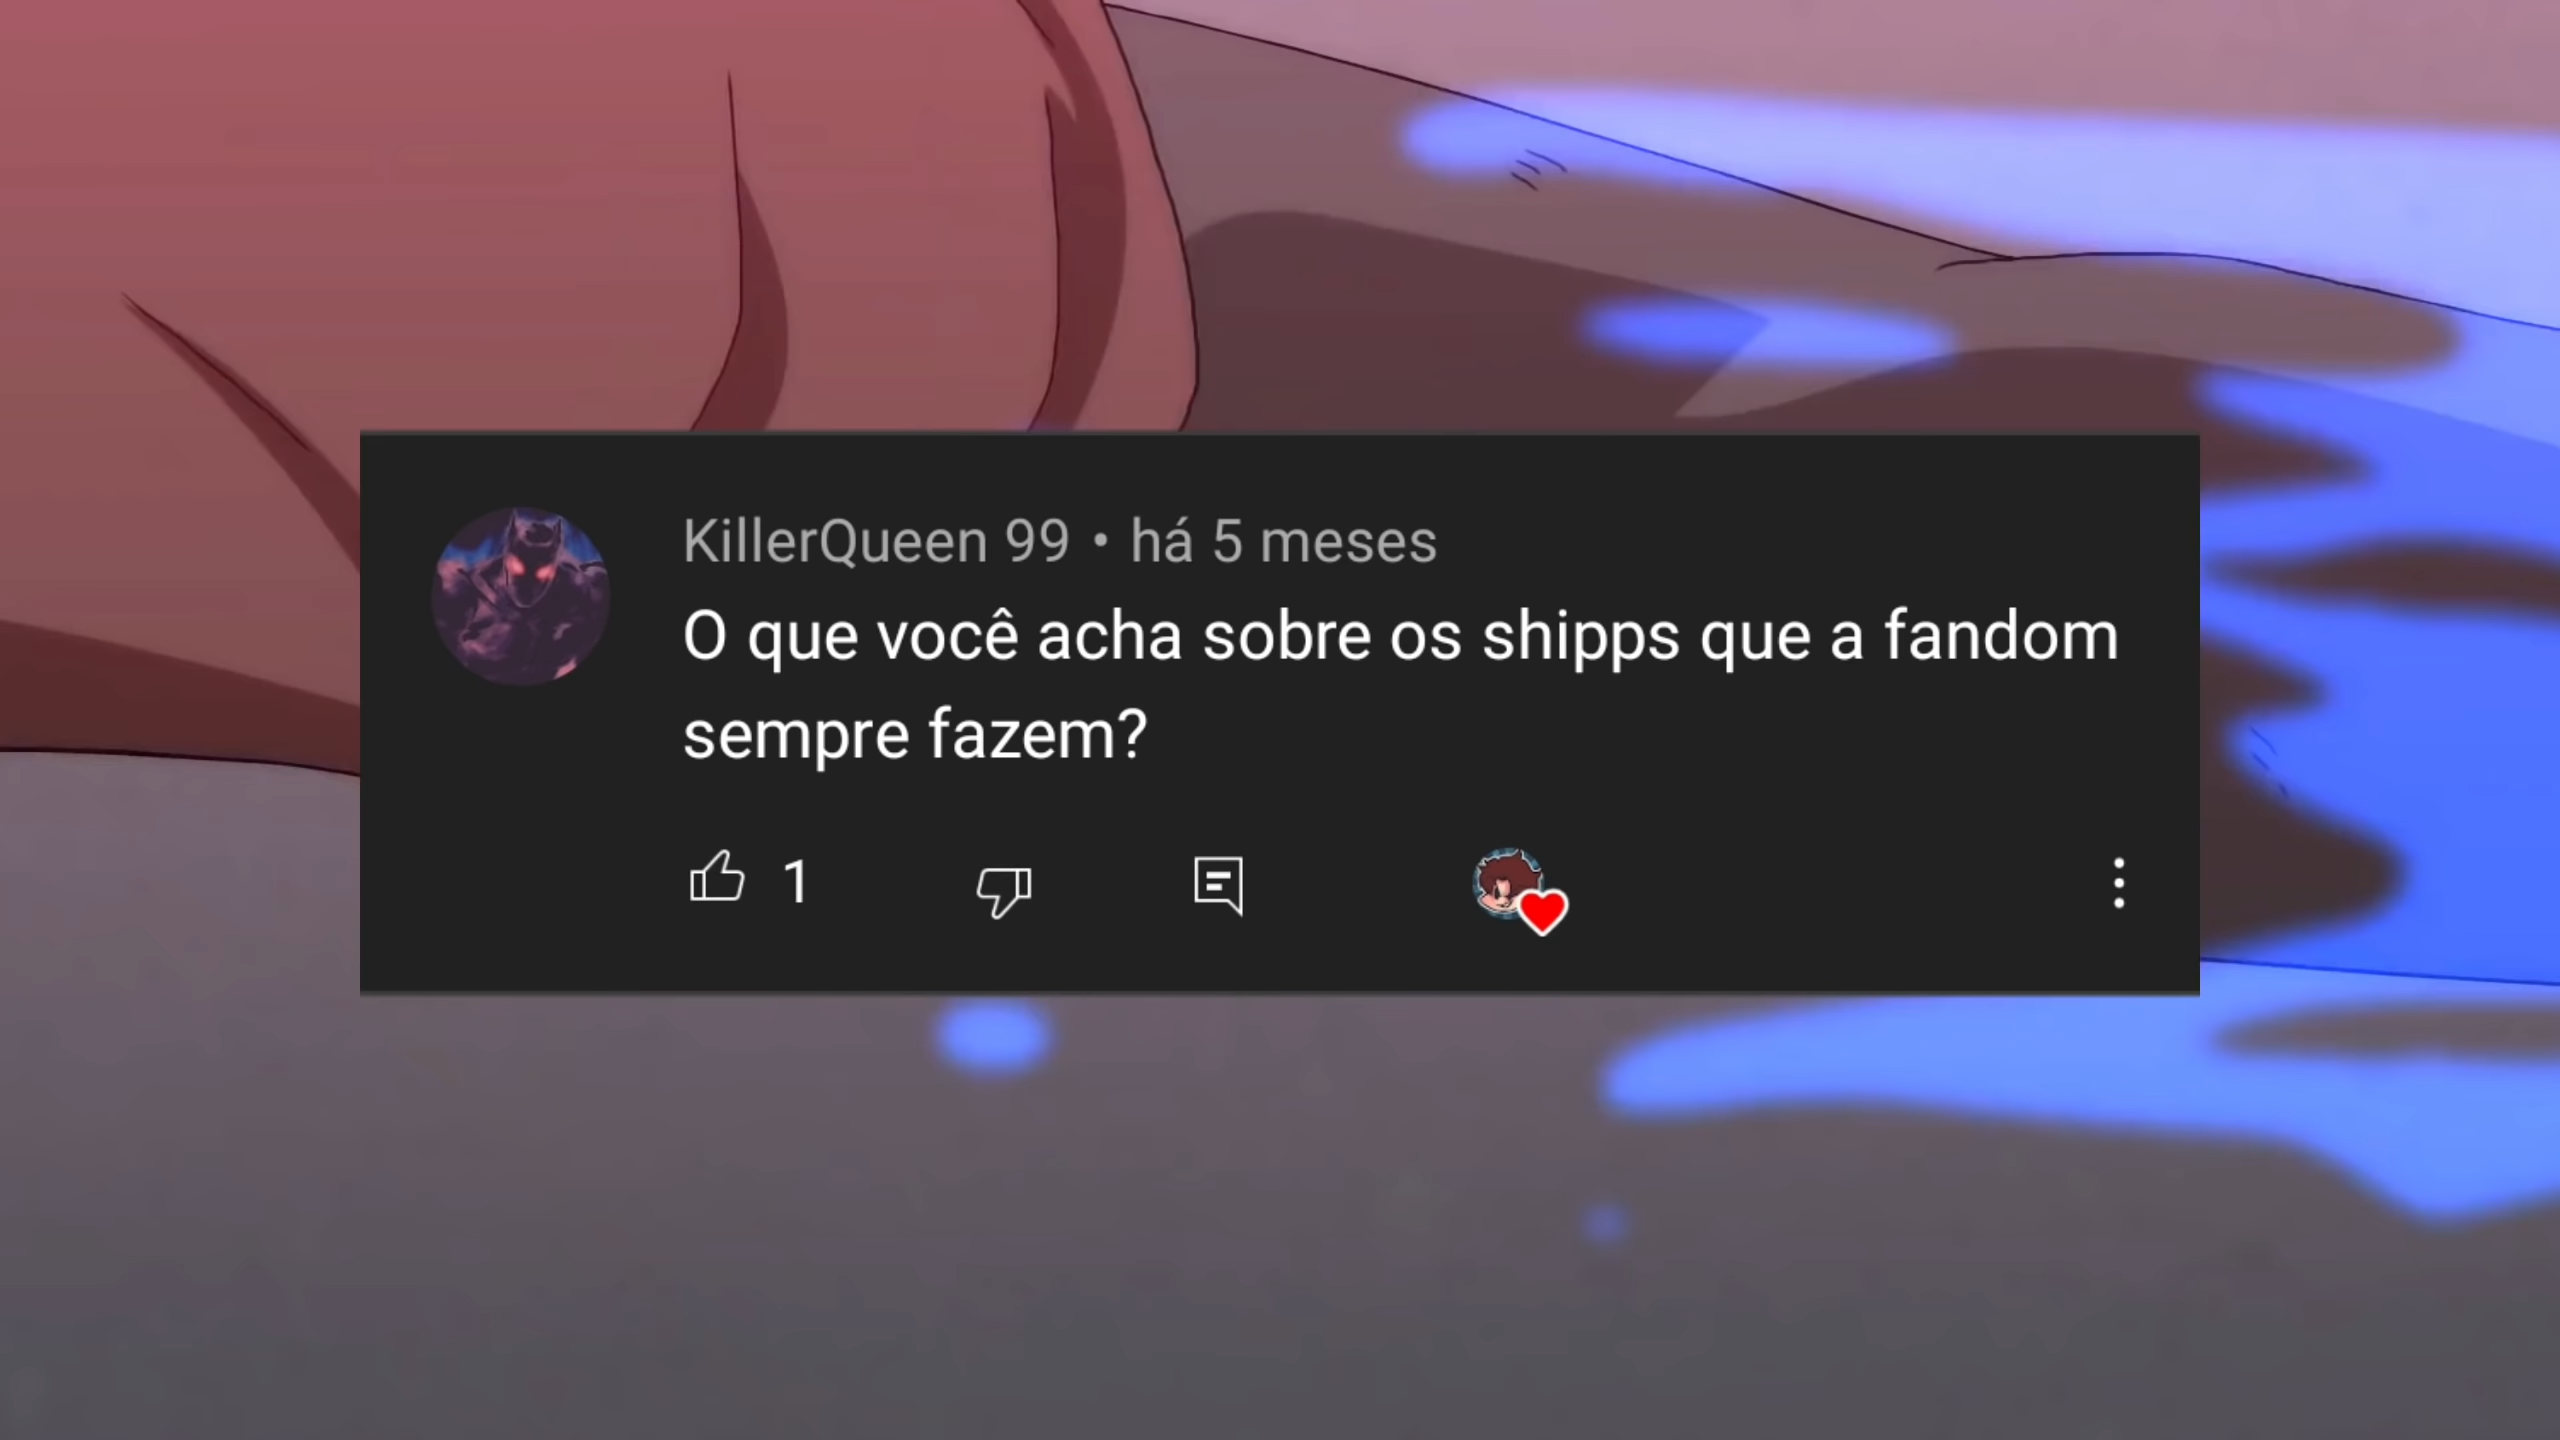 KillerQueen 99 • há 5 meses
O que você acha sobre os shipps que a fandom
sempre fazem?
1